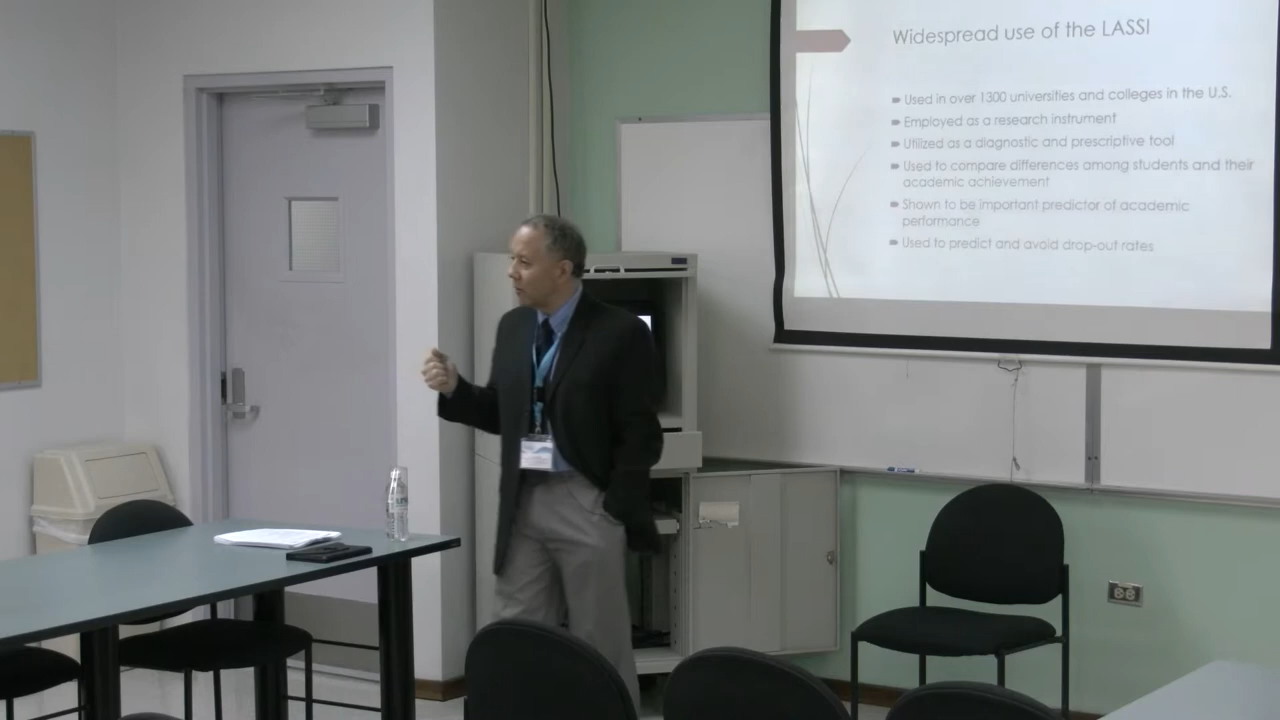 Widespread use of the LASSI
Used in over 1300 universities and colleges in the U.S.
Employed as a research instrument
Utilized as a diagnostic and prescriptive tool
Used to compare differences among students and their
academic achievement
Shown to be important predictor of academic
performance
Used to predict and avoid drop-out rates